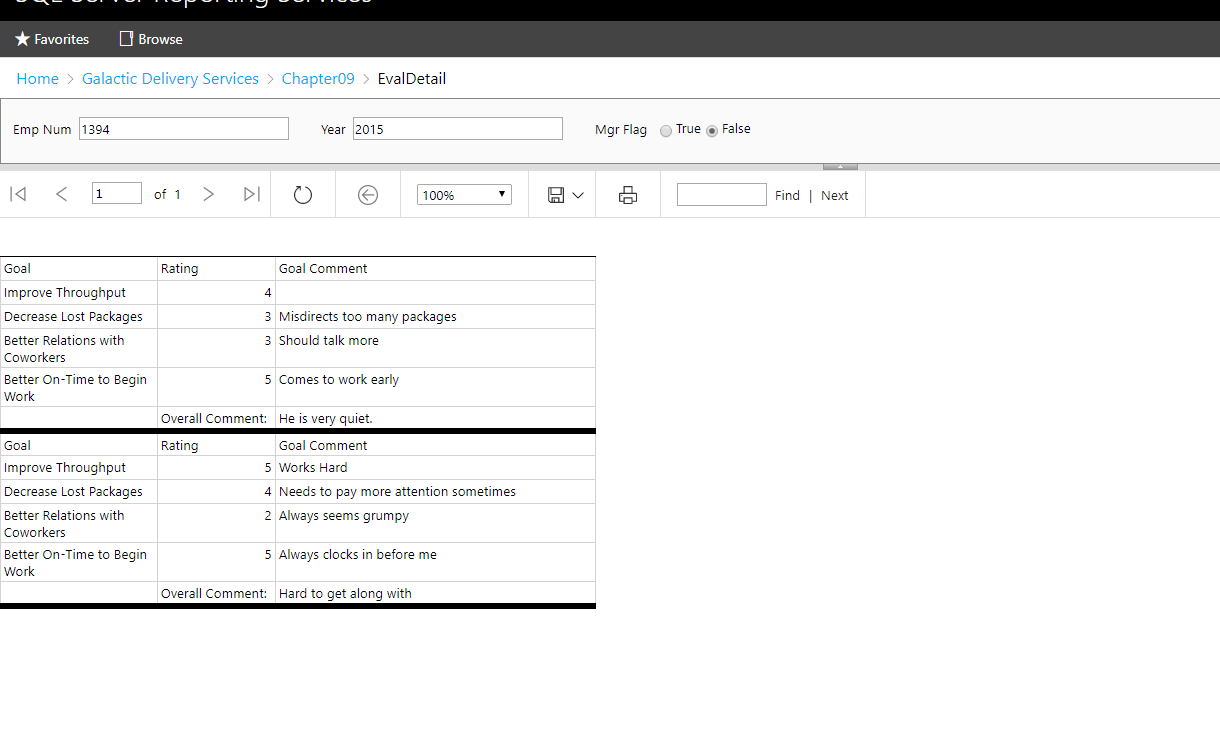 SQL Server Reporting Services
Favorites Browse
Home > Galactic Delivery Services > Chapter09 > EvalDetail
Emp Num 1394 Year 2015 Mgr Flag True False
1 of 1 100% Find | Next
Goal Rating Goal Comment
Improve Throughput 4
Decrease Lost Packages 3 Misdirects too many packages
Better Relations with 3 Should talk more
Coworkers
Better On-Time to Begin 5 Comes to work early
Work
Overall Comment: He is very quiet.
Goal Rating Goal Comment
Improve Throughput 5 Works Hard
Decrease Lost Packages 4 Needs to pay more attention sometimes
Better Relations with 2 Always seems grumpy
Coworkers
Better On-Time to Begin 5 Always clocks in before me
Work
Overall Comment: Hard to get along with